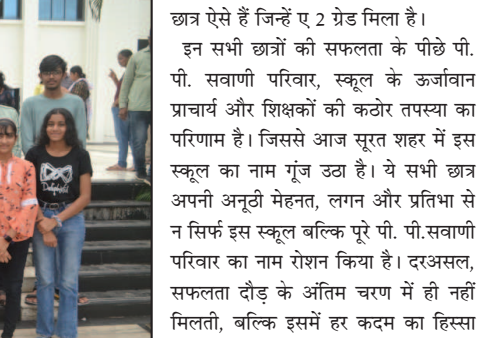 छात्र ऐसे हैं जिन्हें ए 2 ग्रेड मिला है।
इन सभी छात्रों की सफलता के पीछे पी.
पी. सवाणी परिवार, स्कूल के ऊर्जावान
प्राचार्य और शिक्षकों की कठोर तपस्या का
परिणाम है। जिससे आज सूरत शहर में इस
स्कूल का नाम गूंज उठा है। ये सभी छात्र
अपनी अनूठी मेहनत, लगन और प्रतिभा से
न सिर्फ इस स्कूल बल्कि पूरे पी. पी.सवाणी
परिवार का नाम रोशन किया है। दरअसल,
सफलता दौड़ के अंतिम चरण में ही नहीं
मिलती, बल्कि इसमें हर कदम का हिस्सा